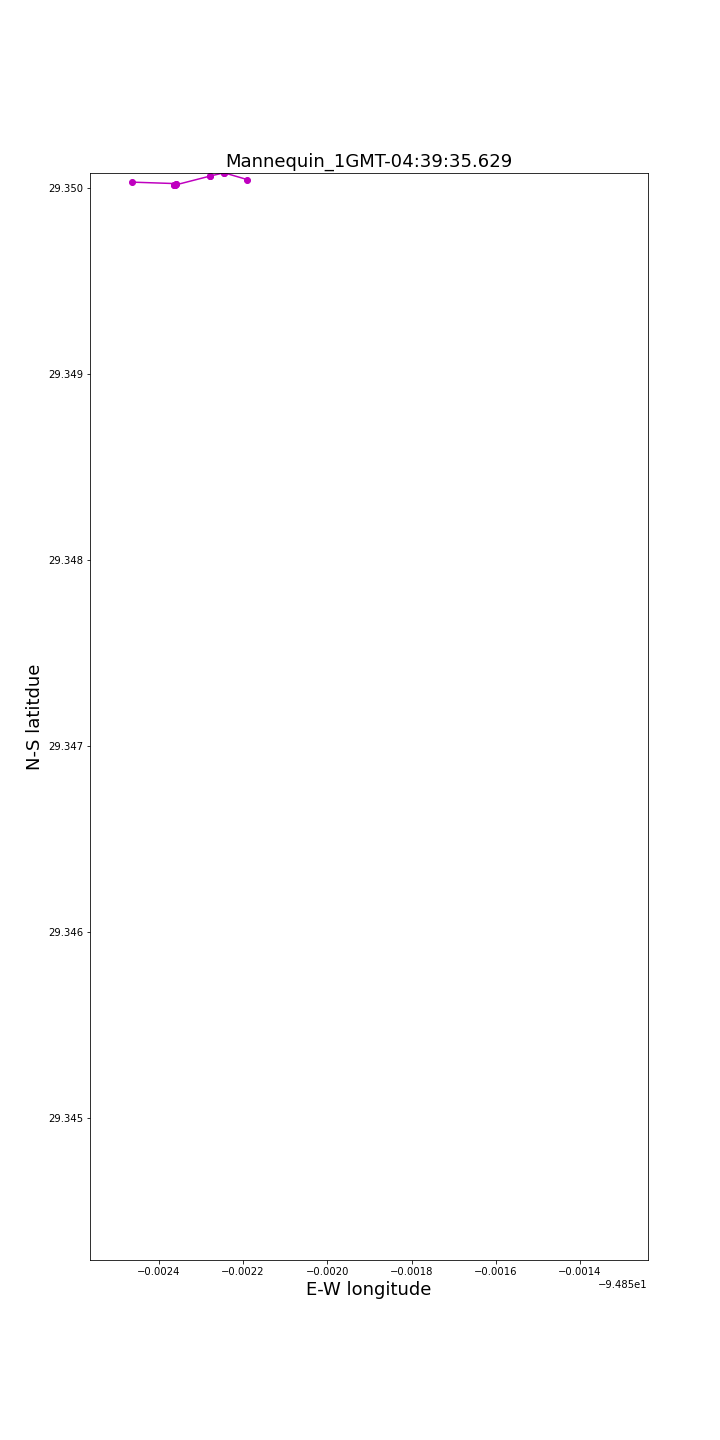 Mannequin_1GMT-04:39:35.629
29.350
29.349
29.348
29.347
29.346
29.345
N-S latitdue
−0.0024 −0.0022 −0.0020 −0.0018 −0.0016 −0.0014
−9.485e1
E-W longitude